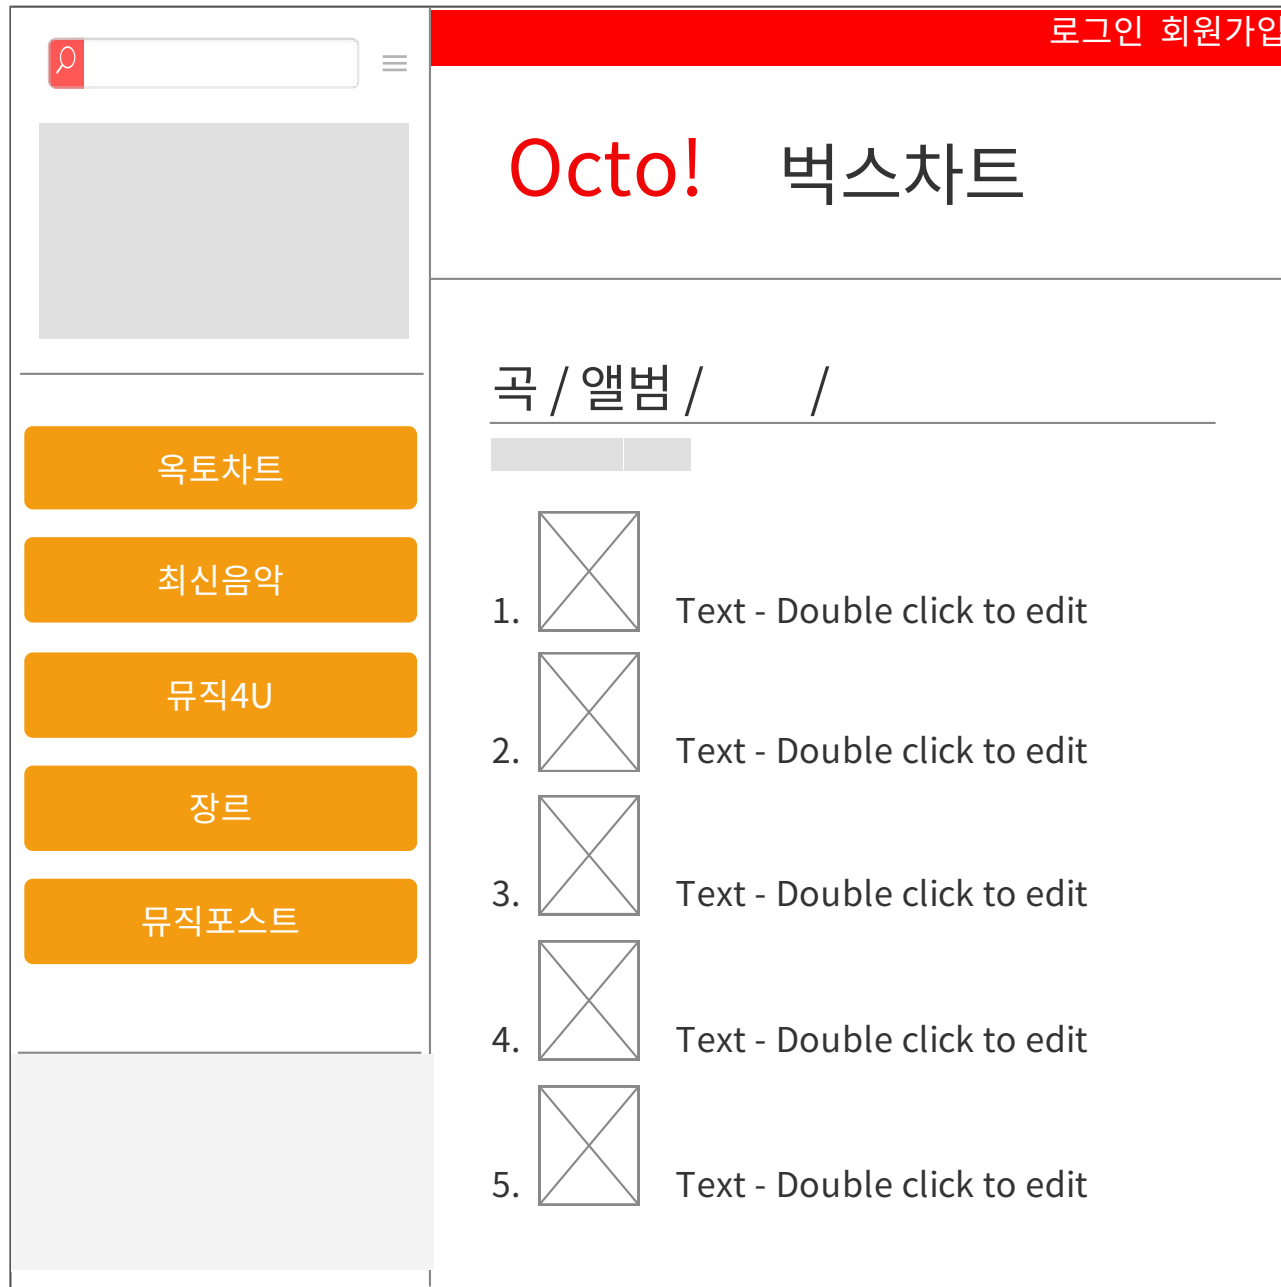 로그인 회원가입
Octo! 벅스차트
옥토차트
최신음악
뮤직4U
장르
뮤직포스트
곡 / 앨범 / /
1. Text - Double click to edit
2. Text - Double click to edit
3. Text - Double click to edit
4. Text - Double click to edit
5. Text - Double click to edit